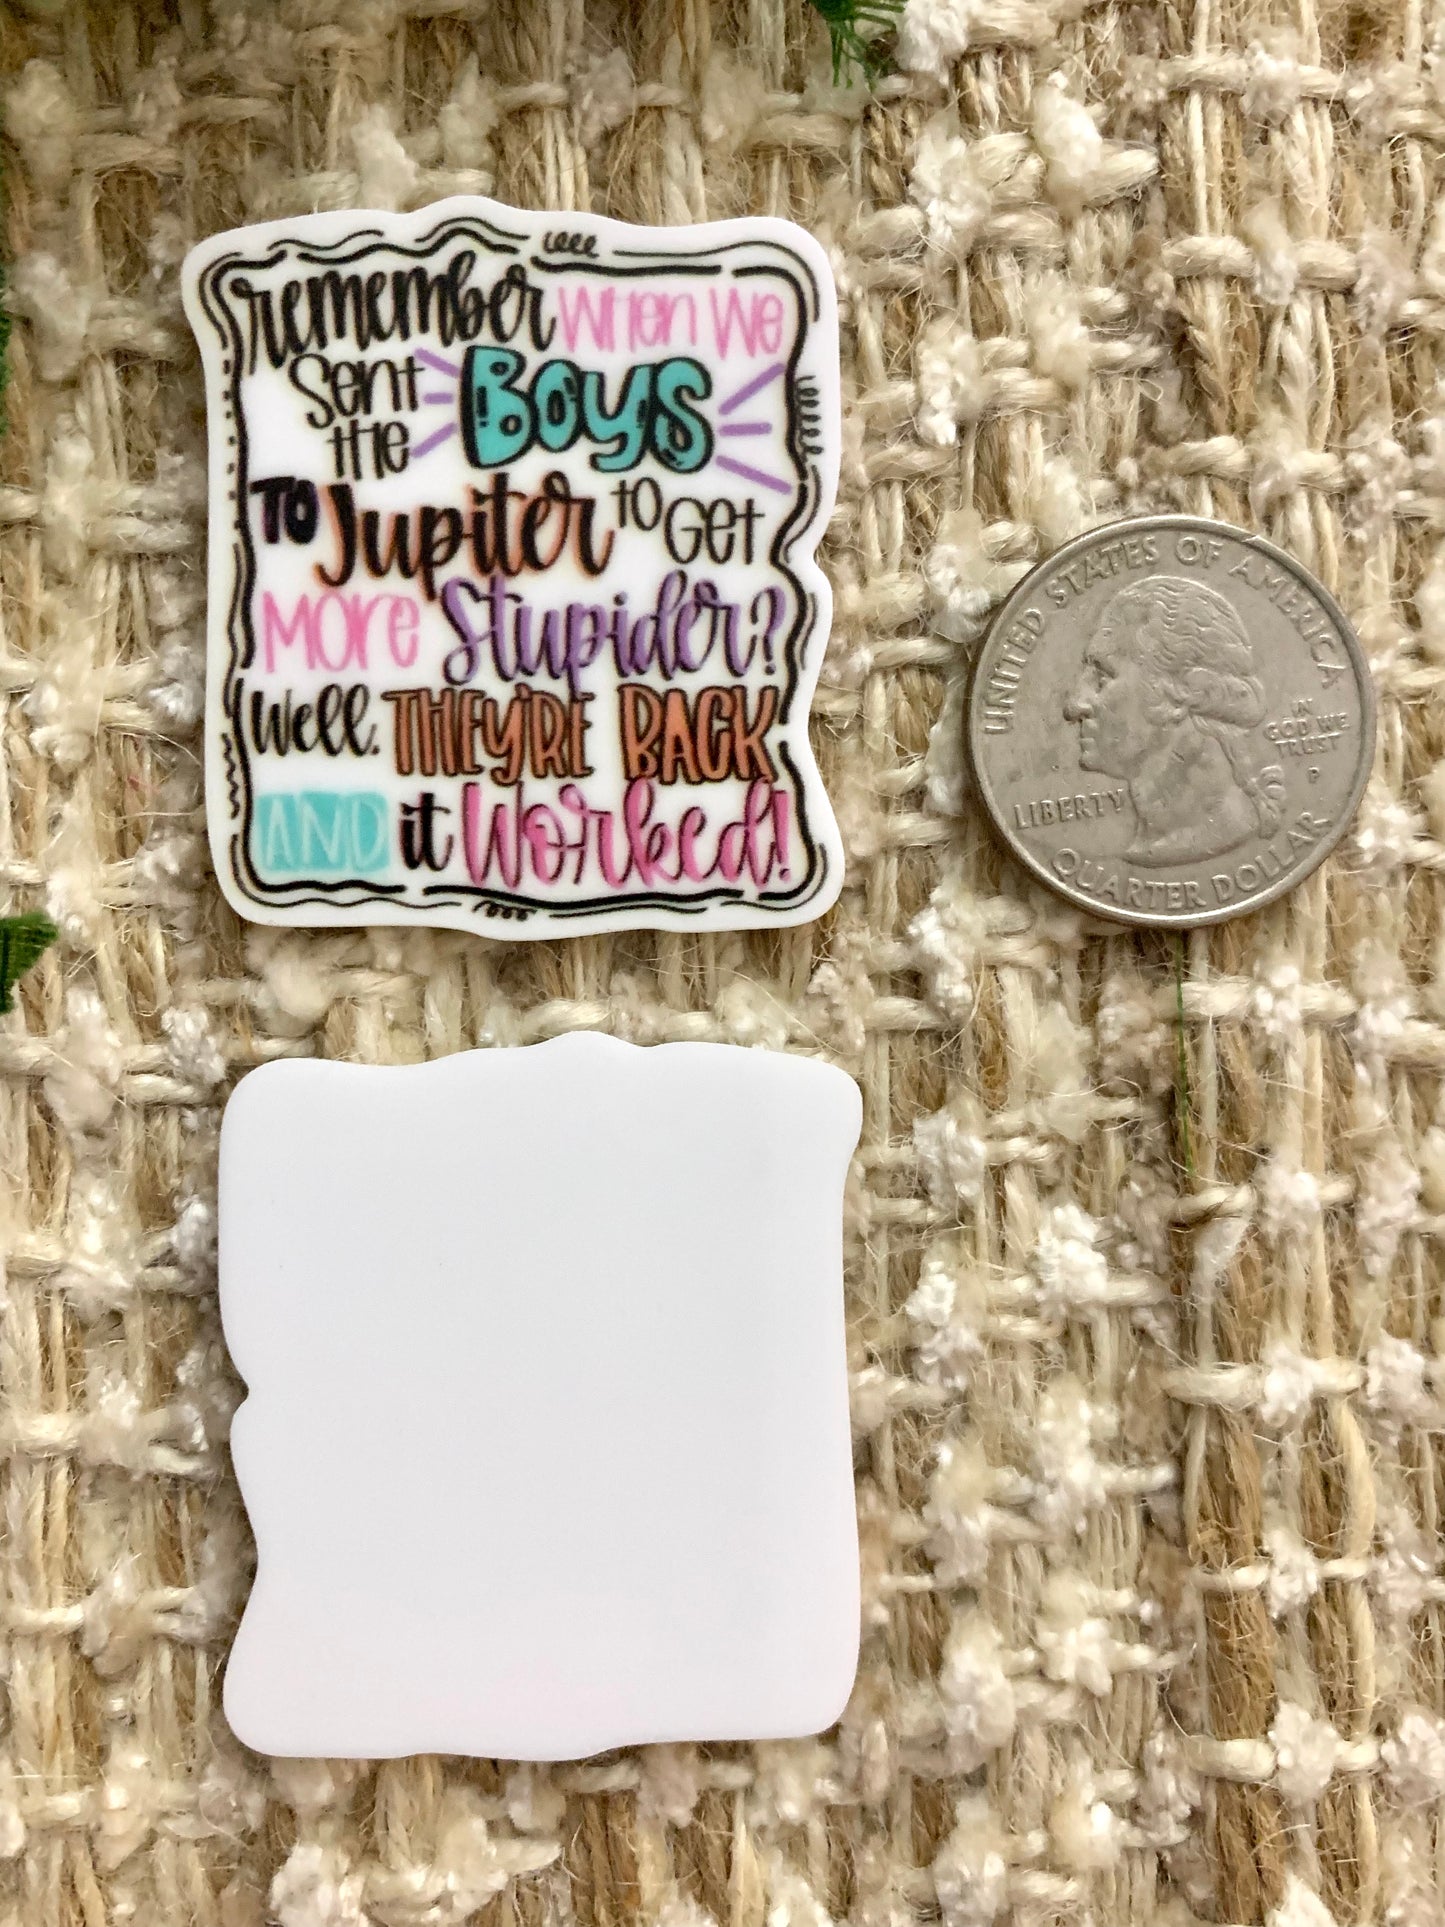 remember When We
Sent Boys
the
TO Jupiter to Get
More Stupider?
Well. THEY'RE BACK
AND it Worked!
UNITED STATES OF AMERICA
IN
GOD WE
TRUST
P
LIBERTY
QUARTER DOLLAR